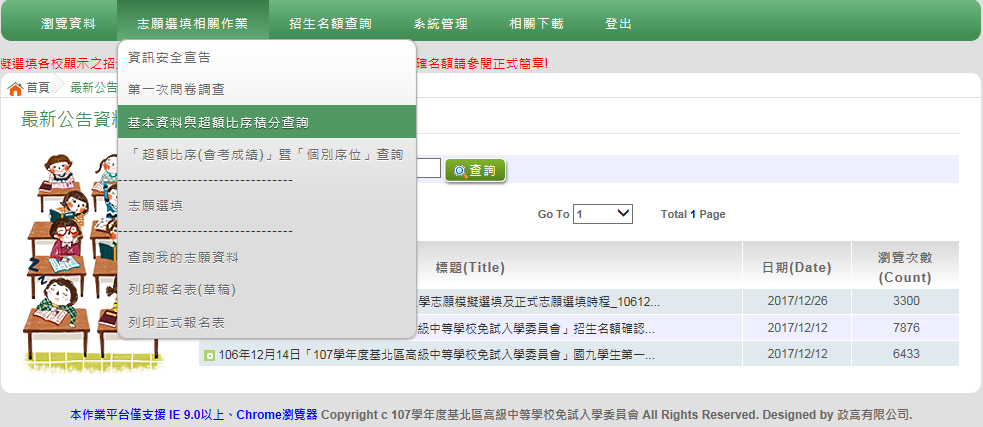 瀏覽資料 志願選填相關作業 招生名額查詢 系統管理 相關下載 登出
擬選填各校顯示之招 確名額請參閱正式簡章!
首頁 最新公告
最新公告資料
資訊安全宣告
第一次問卷調查
基本資料與超額比序積分查詢
「超額比序(會考成績)」暨「個別序位」查詢
--------------------------------
志願選填
--------------------------------
查詢我的志願資料
列印報名表(草稿)
列印正式報名表
查詢
Go To 1 Total 1 Page
標題(Title) 日期(Date) 瀏覽次數(Count)
學志願模擬選填及正式志願選填時程_10612... 2017/12/26 3300
級中等學校免試入學委員會」招生名額確認... 2017/12/12 7876
106年12月14日「107學年度基北區高級中等學校免試入學委員會」國九學生第一... 2017/12/12 6433
本作業平台僅支援 IE 9.0以上、Chrome瀏覽器 Copyright c 107學年度基北區高級中等學校免試入學委員會 All Rights Reserved. Designed by 政高有限公司.